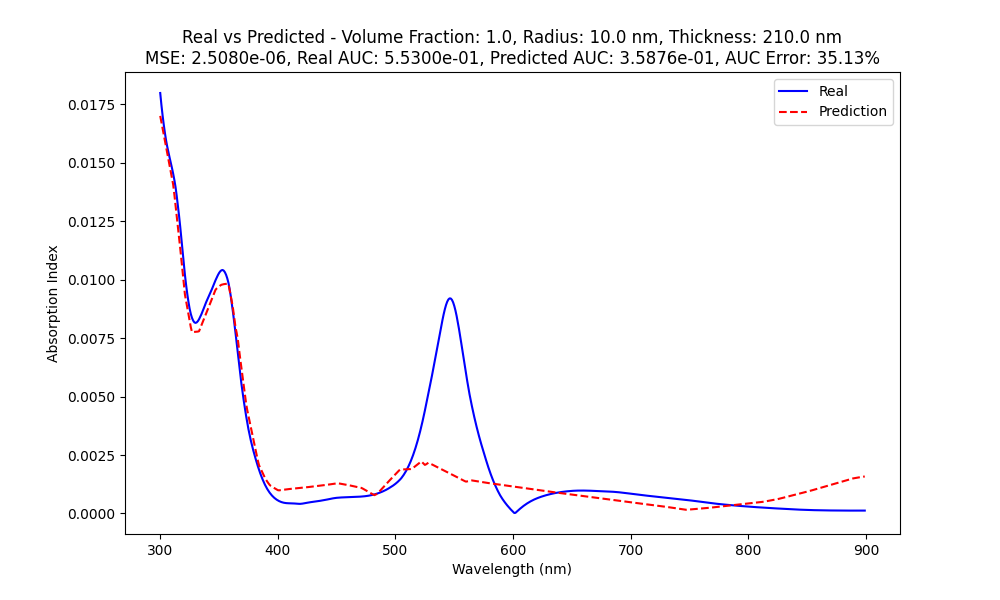 Real vs Predicted - Volume Fraction: 1.0, Radius: 10.0 nm, Thickness: 210.0 nm
MSE: 2.5080e-06, Real AUC: 5.5300e-01, Predicted AUC: 3.5876e-01, AUC Error: 35.13%
Real
Prediction
Absorption Index
0.0175
0.0150
0.0125
0.0100
0.0075
0.0050
0.0025
0.0000
300 400 500 600 700 800 900
Wavelength (nm)